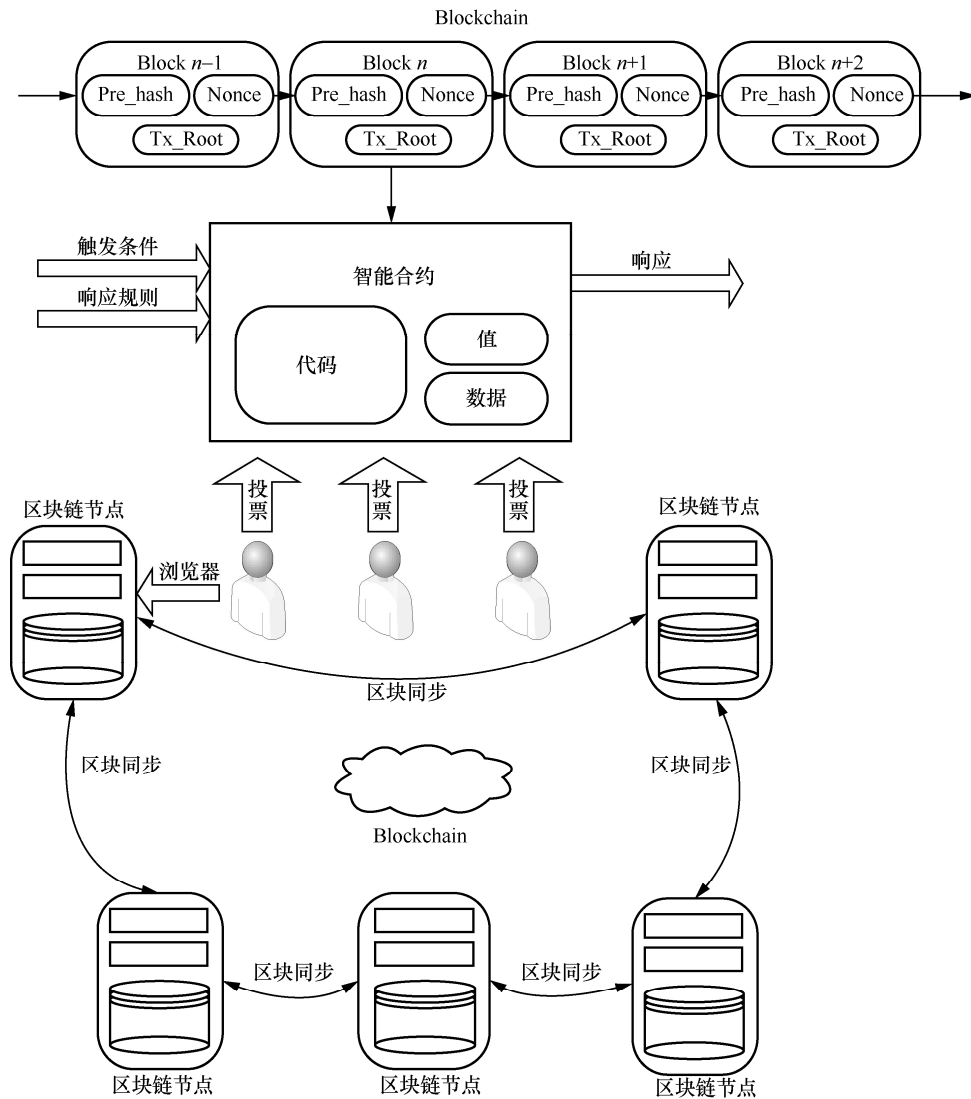 Blockchain
Block n−1
Block n
Block n+1
Block n+2
Pre_hash
Nonce
Pre_hash
Nonce
Pre_hash
Nonce
Pre_hash
Nonce
Tx_Root
Tx_Root
Tx_Root
Tx_Root
触发条件
响应规则
智能合约
响应
代码
值
数据
投票
投票
投票
区块链节点
区块链节点
浏览器
区块同步
区块同步
区块同步
Blockchain
区块同步
区块同步
区块链节点
区块链节点
区块链节点